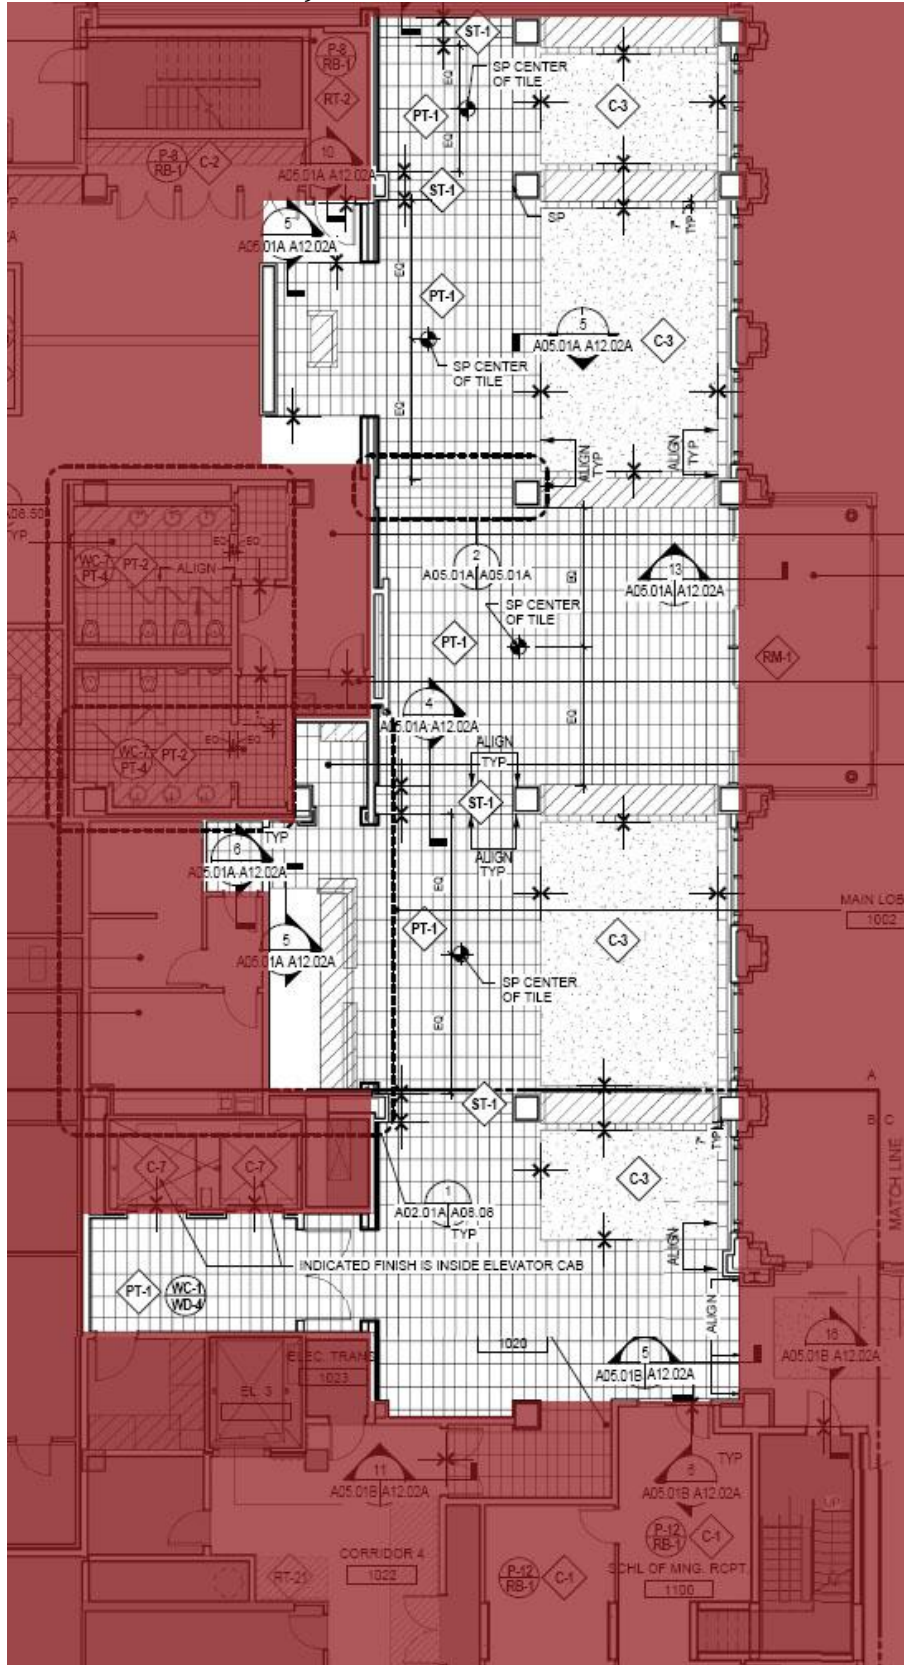 ST-1
P-8
RB-1
EQ
SP CENTER
OF TILE
RT-2
C-3
PT-1
P-8
RB-1
C-2
10
A05.01A A12.02A
EQ
ST-1
SP
7"
TYP
5
A05.01A A12.02A
EQ
PT-1
5
A05.01A A12.02A
C-3
SP CENTER
OF TILE
EQ
ALIGN
TYP
ALIGN
TYP
A06.50
TYP
EQ
EQ
WC-7
PT-4
PT-2
ALIGN
2
A05.01A A05.01A
EQ
13
A05.01A A12.02A
SP CENTER
OF TILE
PT-1
RM-1
4
A05.01A A12.02A
EQ
EQ
EQ
WC-7
PT-4
PT-2
ALIGN
TYP
ST-1
TYP
6
A05.01A A12.02A
ALIGN
TYP
EQ
MAIN LOB
1002
PT-1
5
A05.01A A12.02A
C-3
SP CENTER
OF TILE
EQ
A
ST-1
B
C
7"
TYP
MATCH LINE
C-7
C-7
C-3
1
A02.01A A06.06
TYP
ALIGN
INDICATED FINISH IS INSIDE ELEVATOR CAB
PT-1
WC-1
WD-4
ALIGN
1020
16
A05.01B A12.02A
5
A05.01B A12.02A
ELEC. TRANS
1023
EL. 3
TYP
11
A05.01B A12.02A
6
A05.01B A12.02A
UP
P-12
RB-1
C-1
CORRIDOR 4
1022
RT-21
P-12
RB-1
C-1
SCHL OF MNG. RCPT.
1100